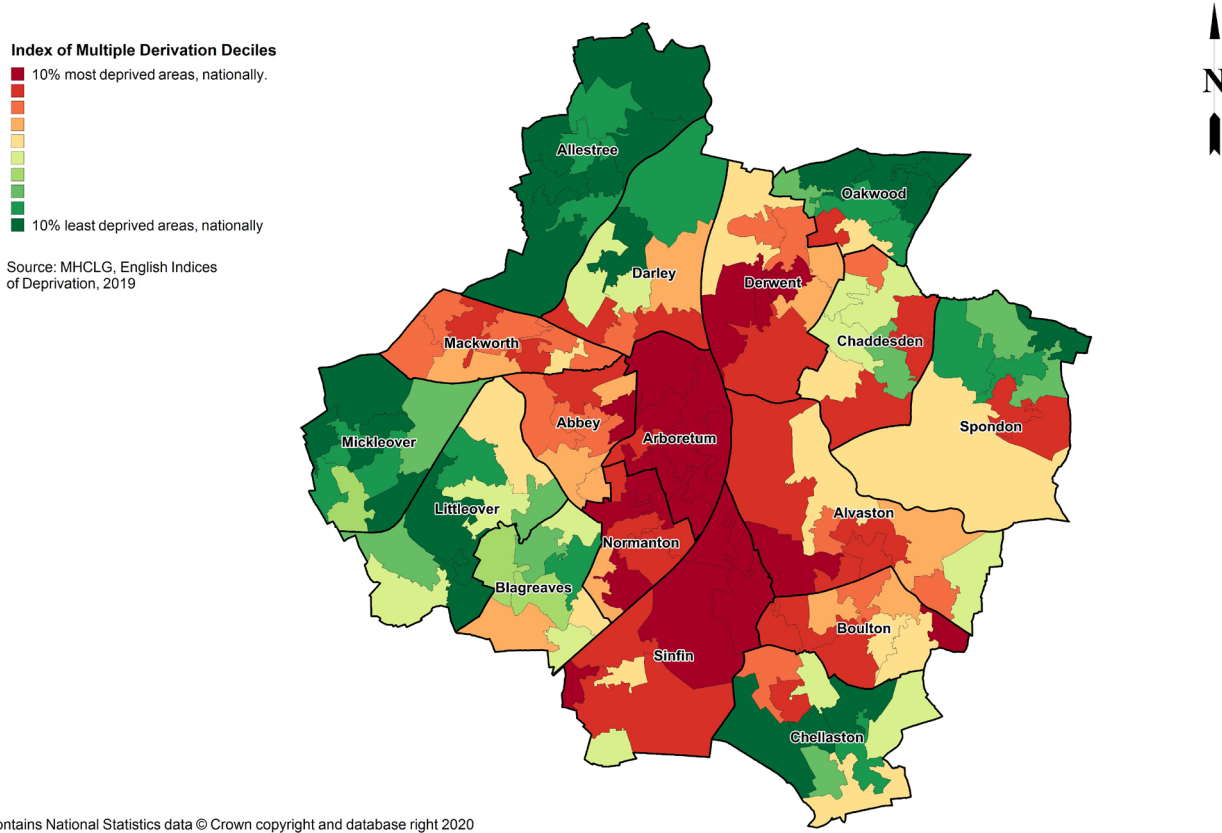 Index of Multiple Derivation Deciles
10% most deprived areas, nationally.
10% least deprived areas, nationally
Source: MHCLG, English Indices
of Deprivation, 2019
N
Allestree
Oakwood
Darley
Derwent
Mackworth
Chaddesden
Abbey
Spondon
Mickleover
Arboretum
Littleover
Alvaston
Normanton
Blagreaves
Boulton
Sinfin
Chellaston
ontains National Statistics data © Crown copyright and database right 2020